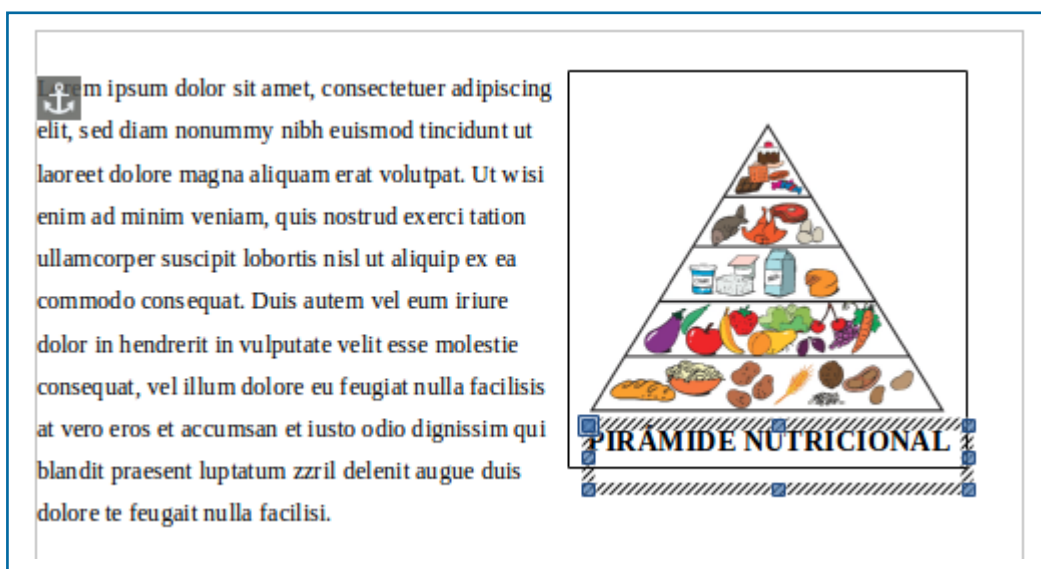 Lorem ipsum dolor sit amet, consectetuer adipiscing
elit, sed diam nonummy nibh euismod tincidunt ut
laoreet dolore magna aliquam erat volutpat. Ut wisi
enim ad minim veniam, quis nostrud exerci tation
ullamcorper suscipit lobortis nisl ut aliquip ex ea
commodo consequat. Duis autem vel eum iriure
dolor in hendrerit in vulputate velit esse molestie
consequat, vel illum dolore eu feugiat nulla facilisis
at vero eros et accumsan et iusto odio dignissim qui
blandit praesent luptatum zzril delenit augue duis
dolore te feugait nulla facilisi.
PIRÁMIDE NUTRICIONAL